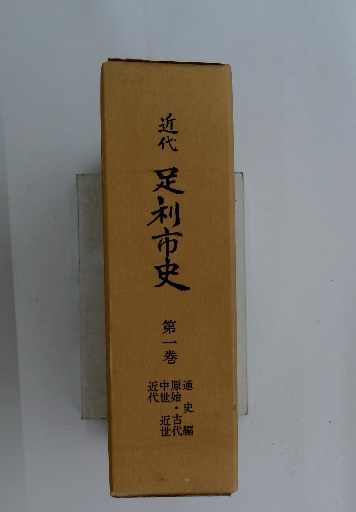 近代
足利市史
第一巻
通史編
原始・古代
中世 近世
近代